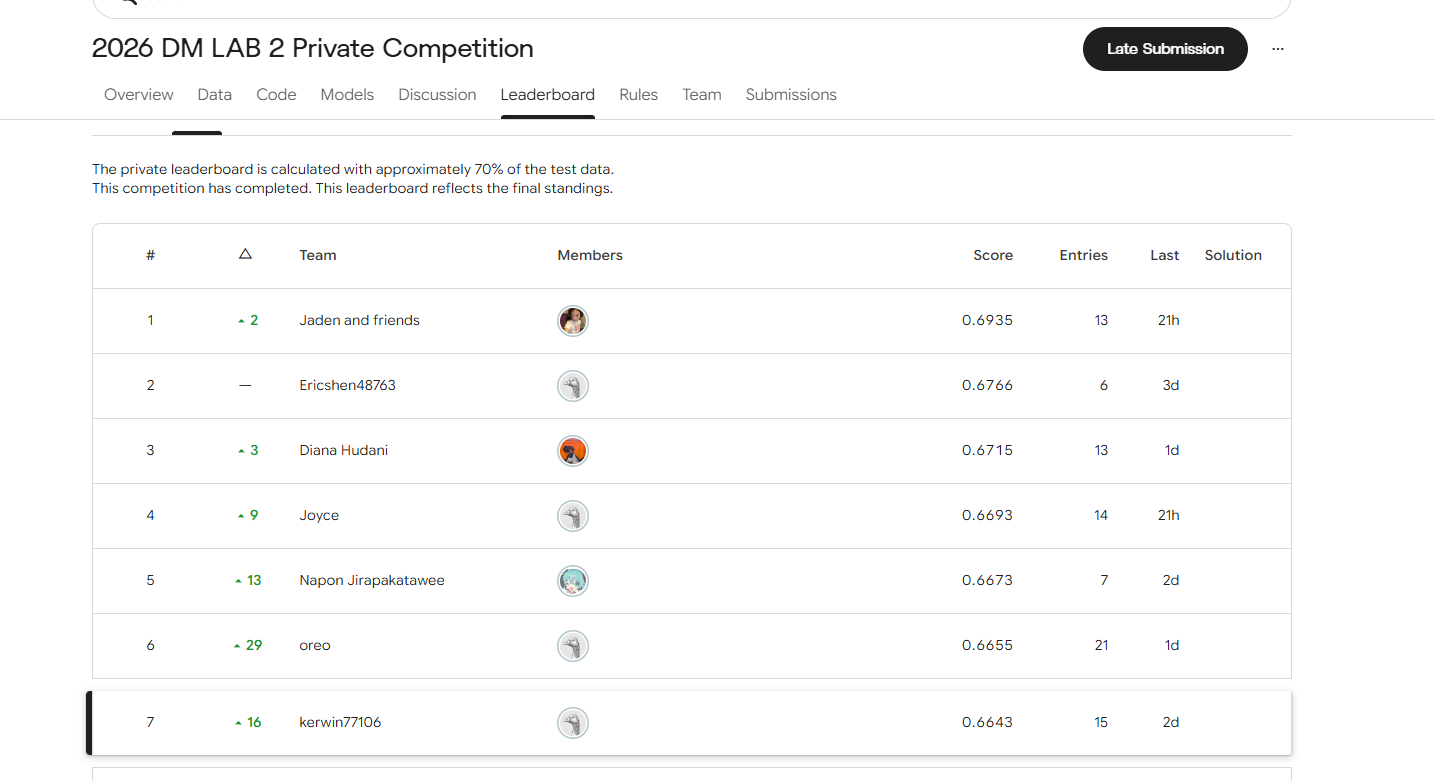 2026 DM LAB 2 Private Competition
Late Submission
...
Overview Data Code Models Discussion Leaderboard Rules Team Submissions
The private leaderboard is calculated with approximately 70% of the test data.
This competition has completed. This leaderboard reflects the final standings.
# △ Team Members Score Entries Last Solution
1 ▲ 2 Jaden and friends 0.6935 13 21h
2 — Ericshen48763 0.6766 6 3d
3 ▲ 3 Diana Hudani 0.6715 13 1d
4 ▲ 9 Joyce 0.6693 14 21h
5 ▲ 13 Napon Jirapakatawee 0.6673 7 2d
6 ▲ 29 oreo 0.6655 21 1d
7 ▲ 16 kerwin77106 0.6643 15 2d